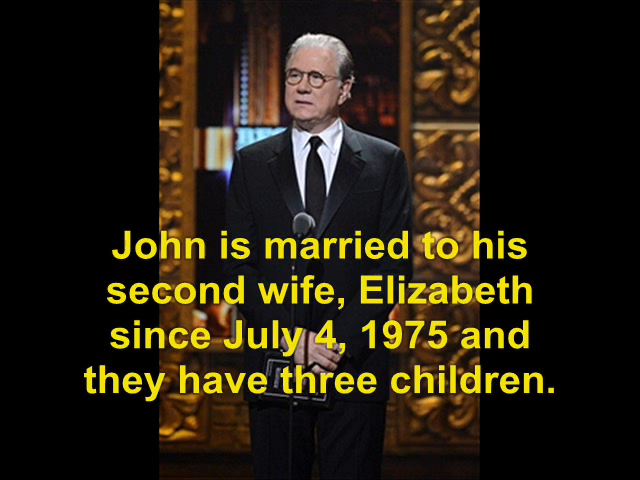 John is married to his
second wife, Elizabeth
since July 4, 1975 and
they have three children.